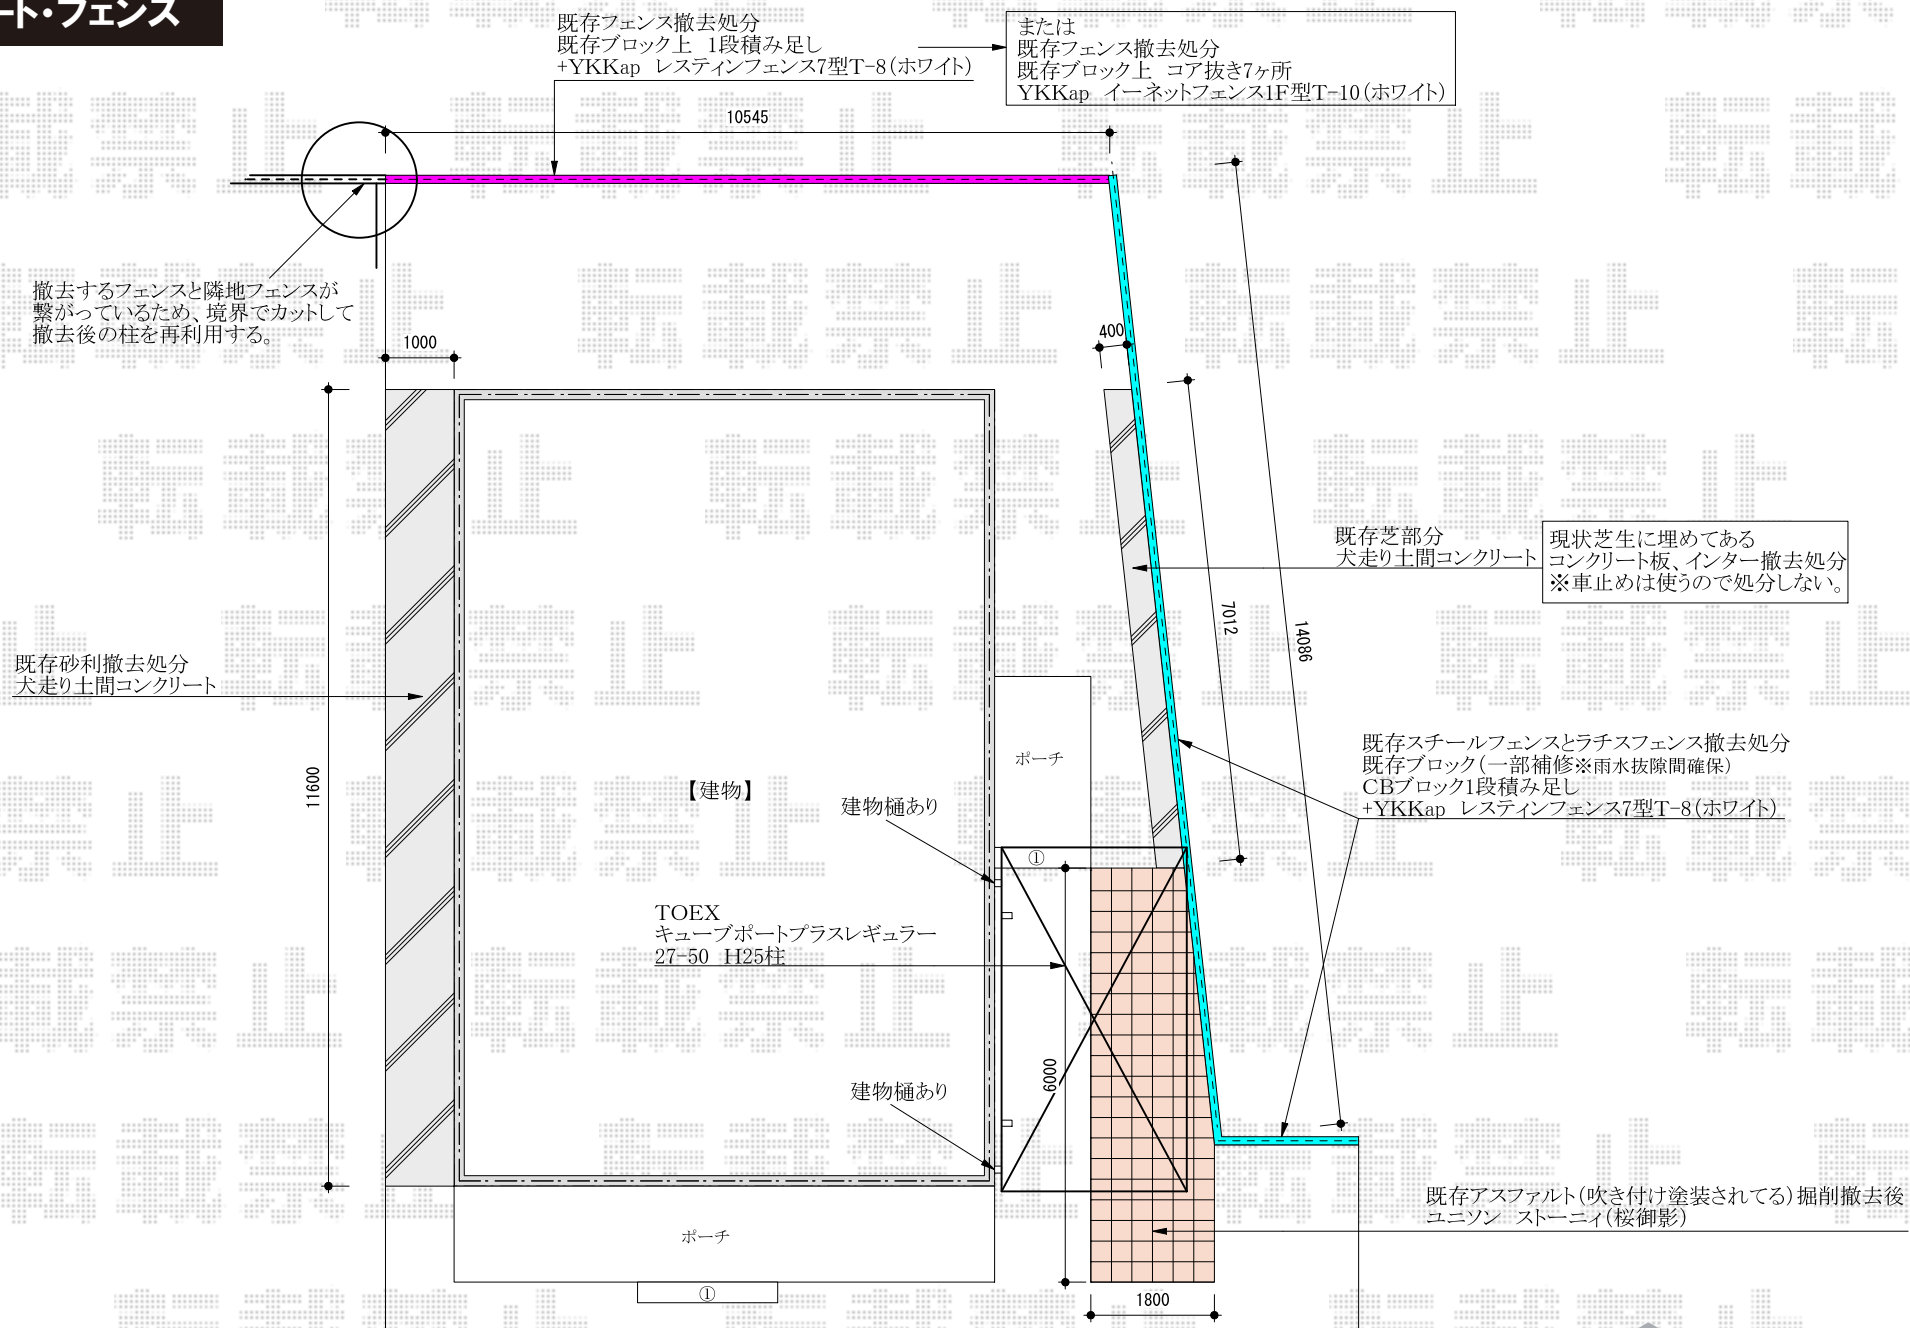 ート・フェンス
既存フェンス撤去処分
既存ブロック上 1段積み足し
+YKKap レスティンフェンス7型T-8(ホワイト)
または
既存フェンス撤去処分
既存ブロック上 コア抜き7ヶ所
YKKap イーネットフェンス1F型T-10(ホワイト)
10545
撤去するフェンスと隣地フェンスが
繋がっているため、境界でカットして
撤去後の柱を再利用する。
1000
400
既存芝部分
犬走り土間コンクリート
現状芝生に埋めてある
コンクリート板、インター撤去処分
※車止めは使うので処分しない。
7012
14086
既存砂利撤去処分
犬走り土間コンクリート
11600
【建物】
ポーチ
既存スチールフェンスとラチスフェンス撤去処分
既存ブロック(一部補修※雨水抜隙間確保)
CBブロック1段積み足し
+YKKap レスティンフェンス7型T-8(ホワイト)
建物樋あり
①
TOEX
キューブポートプラスレギュラー
27-50 H25柱
6000
建物樋あり
既存アスファルト(吹き付け塗装されてる)掘削撤去後
ユニソン ストーニィ(桜御影)
ポーチ
①
1800
転載禁止